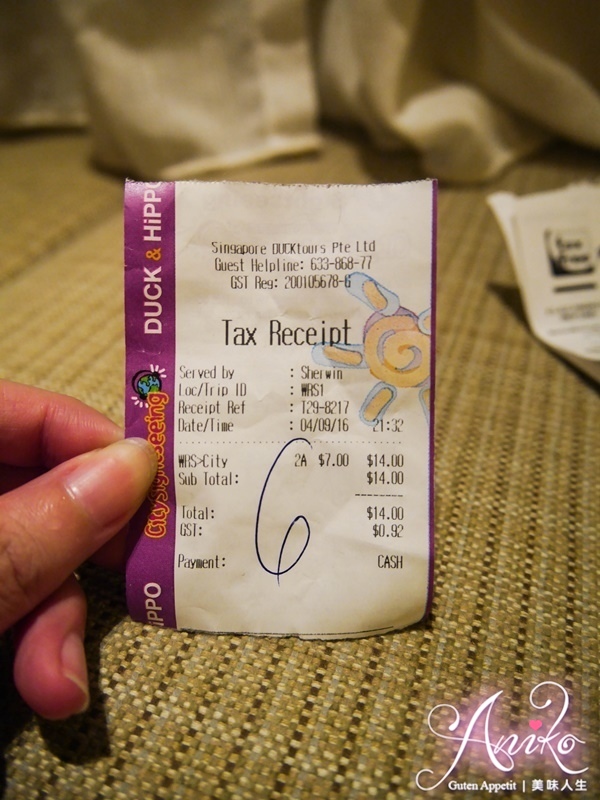 DUCK & HiPPO
Singapore DUCKtours Pte Ltd
Guest Helpline: 633-868-77
GST Reg: 200105678-G
Tax Receipt
Served by : Sherwin
Loc/Trip ID : WRS1
Receipt Ref : T29-8217
Date/Time : 04/09/16 21:32
WRS>City 2A $7.00 $14.00
Sub Total: $14.00
---------
Total: $14.00
GST: $0.92
Payment: CASH
6
Citysightseeing
HiPPO
Aniko
Guten Appetit | 美味人生